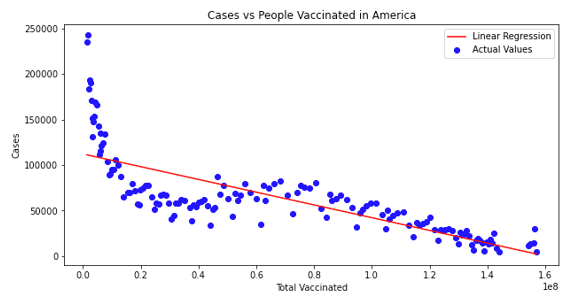 Cases vs People Vaccinated in America
Linear Regression
Actual Values
250000
200000
150000
100000
50000
0
Cases
0.0
0.2
0.4
0.6
0.8
1.0
1.2
1.4
1.6
1e8
Total Vaccinated